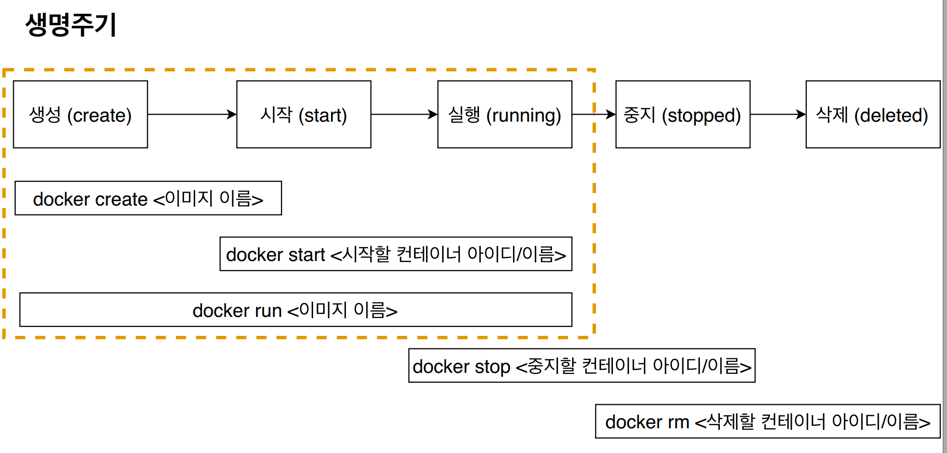 생명주기
생성 (create)
시작 (start)
실행 (running)
중지 (stopped)
삭제 (deleted)
docker create <이미지 이름>
docker start <시작할 컨테이너 아이디/이름>
docker run <이미지 이름>
docker stop <중지할 컨테이너 아이디/이름>
docker rm <삭제할 컨테이너 아이디/이름>